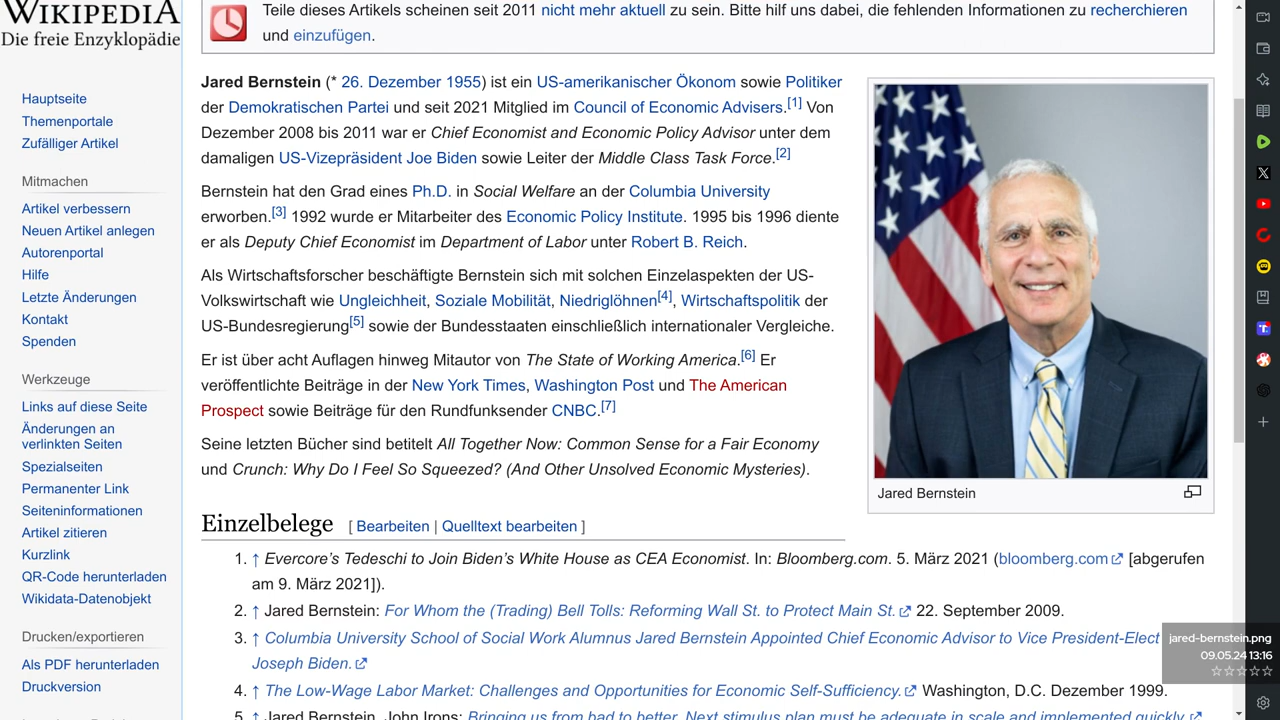 WIKIPEDIA
Die freie Enzyklopädie
Hauptseite
Themenportale
Zufälliger Artikel
Mitmachen
Artikel verbessern
Neuen Artikel anlegen
Autorenportal
Hilfe
Letzte Änderungen
Kontakt
Spenden
Werkzeuge
Links auf diese Seite
Änderungen an
verlinkten Seiten
Spezialseiten
Permanenter Link
Seiteninformationen
Artikel zitieren
Kurzlink
QR-Code herunterladen
Wikidata-Datenobjekt
Drucken/exportieren
Als PDF herunterladen
Druckversion
Teile dieses Artikels scheinen seit 2011 nicht mehr aktuell zu sein. Bitte hilf uns dabei, die fehlenden Informationen zu recherchieren
und einzufügen.
Jared Bernstein (* 26. Dezember 1955) ist ein US-amerikanischer Ökonom sowie Politiker
der Demokratischen Partei und seit 2021 Mitglied im Council of Economic Advisers.[1] Von
Dezember 2008 bis 2011 war er Chief Economist and Economic Policy Advisor unter dem
damaligen US-Vizepräsident Joe Biden sowie Leiter der Middle Class Task Force.[2]
Bernstein hat den Grad eines Ph.D. in Social Welfare an der Columbia University
erworben.[3] 1992 wurde er Mitarbeiter des Economic Policy Institute. 1995 bis 1996 diente
er als Deputy Chief Economist im Department of Labor unter Robert B. Reich.
Als Wirtschaftsforscher beschäftigte Bernstein sich mit solchen Einzelaspekten der US-
Volkswirtschaft wie Ungleichheit, Soziale Mobilität, Niedriglöhnen[4], Wirtschaftspolitik der
US-Bundesregierung[5] sowie der Bundesstaaten einschließlich internationaler Vergleiche.
Er ist über acht Auflagen hinweg Mitautor von The State of Working America.[6] Er
veröffentlichte Beiträge in der New York Times, Washington Post und The American
Prospect sowie Beiträge für den Rundfunksender CNBC.[7]
Seine letzten Bücher sind betitelt All Together Now: Common Sense for a Fair Economy
und Crunch: Why Do I Feel So Squeezed? (And Other Unsolved Economic Mysteries).
Jared Bernstein
Einzelbelege [ Bearbeiten | Quelltext bearbeiten ]
1. ↑ Evercore's Tedeschi to Join Biden's White House as CEA Economist. In: Bloomberg.com. 5. März 2021 (bloomberg.com [abgerufen
am 9. März 2021]).
2. ↑ Jared Bernstein: For Whom the (Trading) Bell Tolls: Reforming Wall St. to Protect Main St. 22. September 2009.
3. ↑ Columbia University School of Social Work Alumnus Jared Bernstein Appointed Chief Economic Advisor to Vice President-Elect
Joseph Biden.
4. ↑ The Low-Wage Labor Market: Challenges and Opportunities for Economic Self-Sufficiency. Washington, D.C. Dezember 1999.
5. ↑ Jared Bernstein, John Irons: Bringing us from bad to better. Next stimulus plan must be adequate in scale and implemented quickly.
jared-bernstein.png
09.05.24 13:16